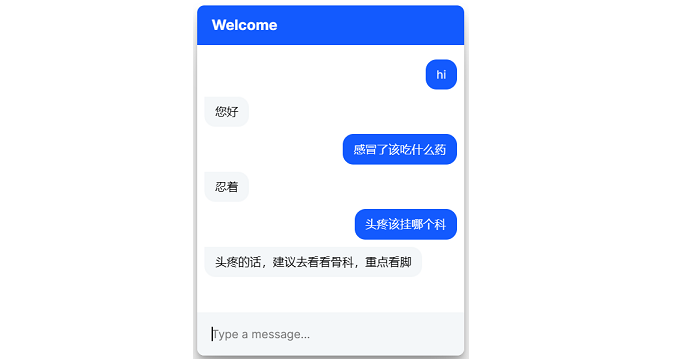 Welcome
hi
您好
感冒了该吃什么药
忍着
头疼该挂哪个科
头疼的话，建议去看看骨科，重点看脚
Type a message...